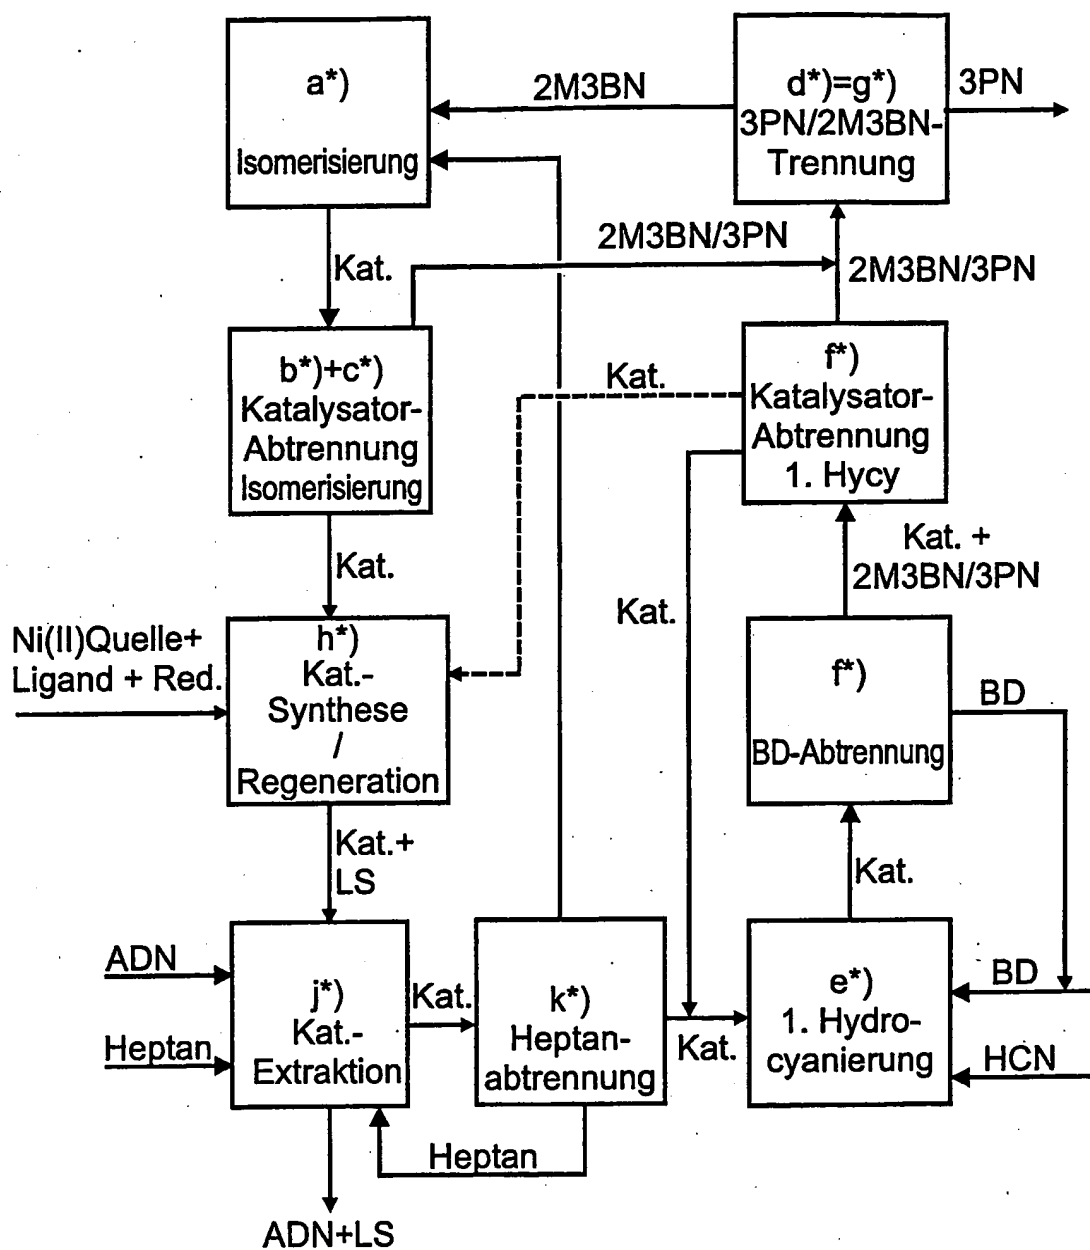 a*)
Isomerisierung
2M3BN
d*)=g*)
3PN/2M3BN-
Trennung
3PN
Kat.
2M3BN/3PN
2M3BN/3PN
b*)+c*)
Katalysator-
Abtrennung
Isomerisierung
Kat.
f*)
Katalysator-
Abtrennung
1. Hycy
Kat.
Kat. +
2M3BN/3PN
Kat.
Ni(II)Quelle+
Ligand + Red.
h*)
Kat.-
Synthese
/
Regeneration
f*)
BD-Abtrennung
BD
Kat.+
LS
Kat.
ADN
Heptan
j*)
Kat.-
Extraktion
Kat.
k*)
Heptan-
abtrennung
Kat.
e*)
1. Hydro-
cyanierung
BD
HCN
Heptan
ADN+LS